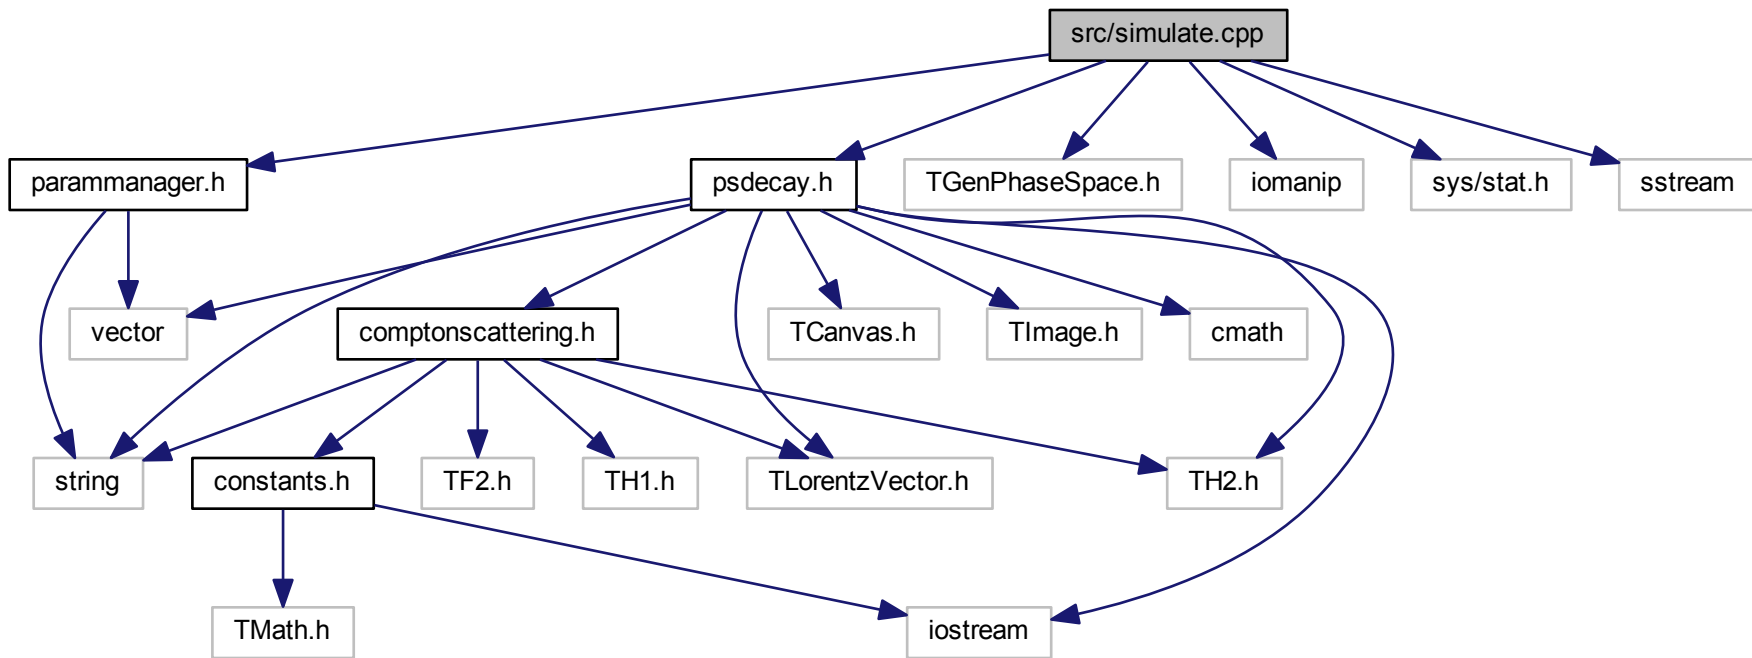 src/simulate.cpp
parammanager.h
psdecay.h
TGenPhaseSpace.h
iomanip
sys/stat.h
sstream
vector
comptonscattering.h
TCanvas.h
TImage.h
cmath
string
constants.h
TF2.h
TH1.h
TLorentzVector.h
TH2.h
TMath.h
iostream